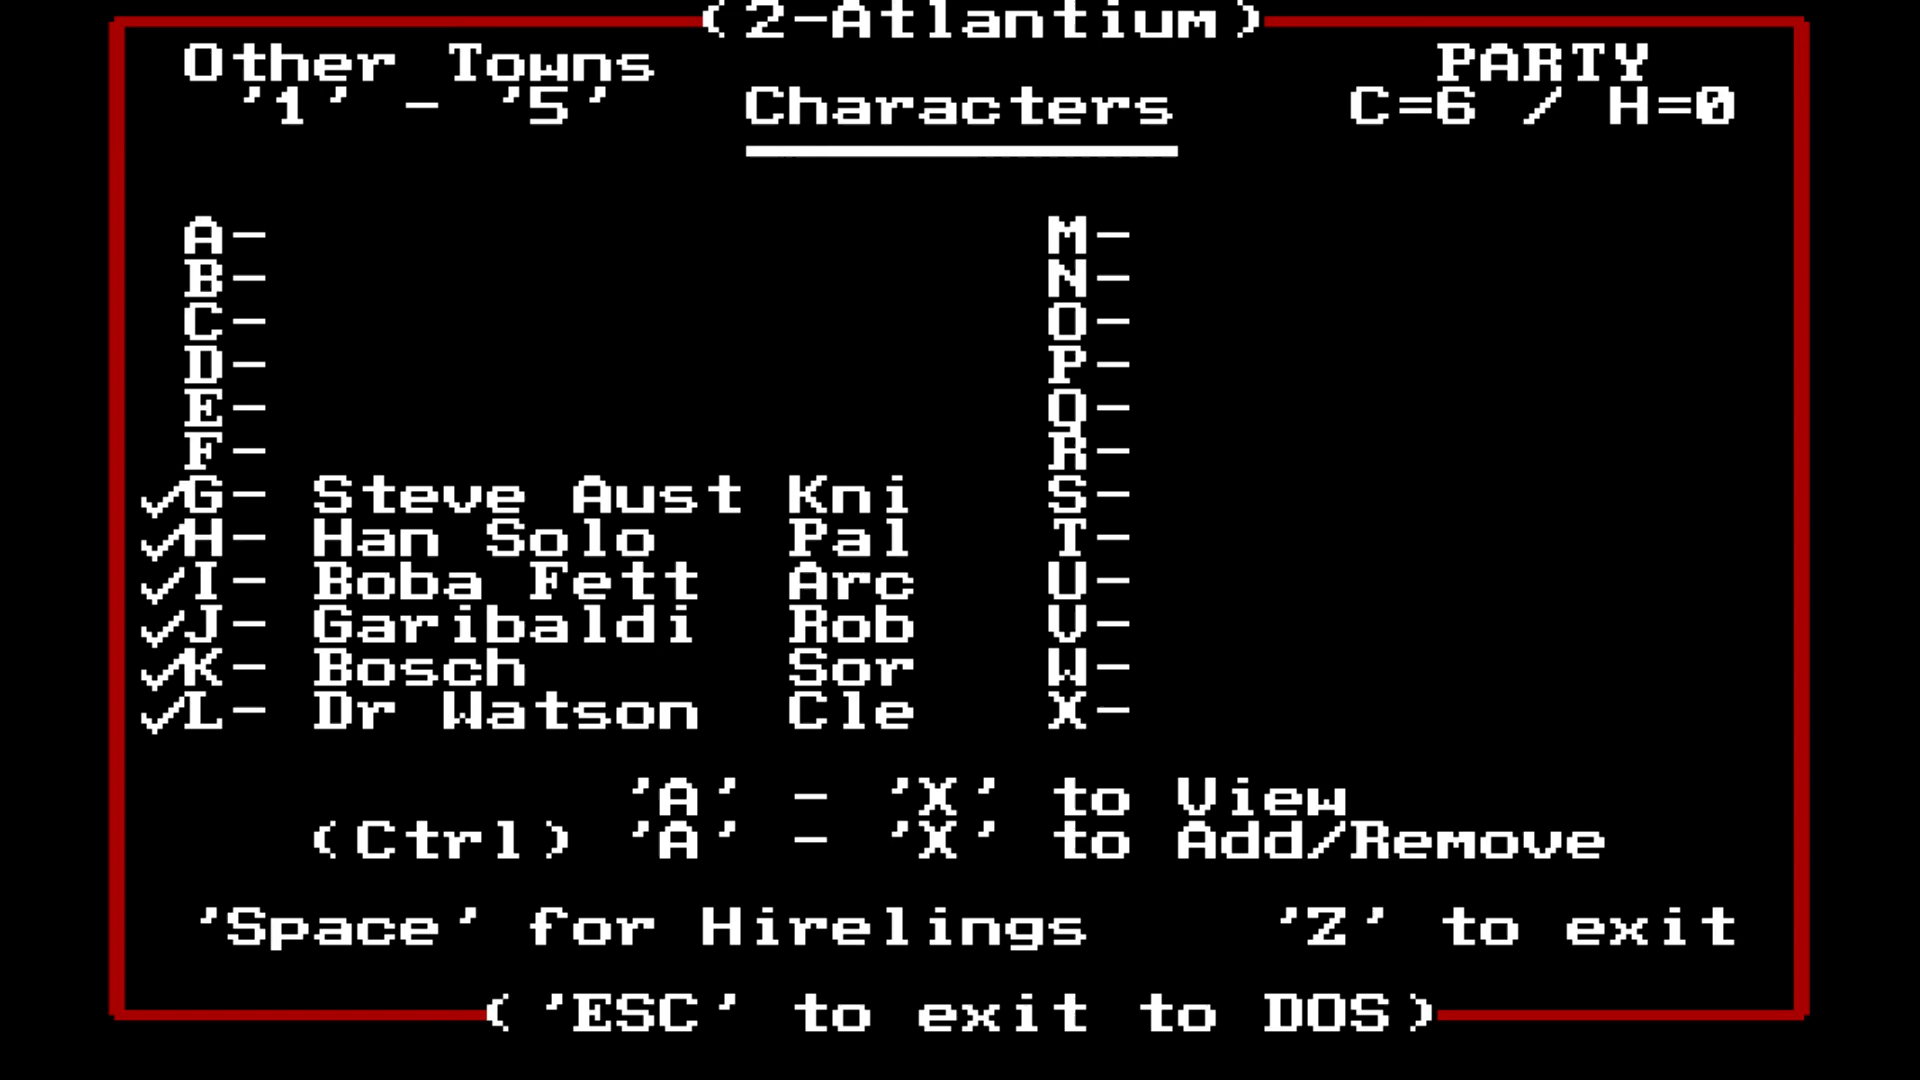 (2-Atlantium)
Other Towns PARTY
'1' - '5' Characters C=6 / H=0
A- M-
B- N-
C- O-
D- P-
E- Q-
F- R-
✓G- Steve Aust Kni S-
✓H- Han Solo Pal T-
✓I- Boba Fett Arc U-
✓J- Garibaldi Rob V-
✓K- Bosch Sor W-
✓L- Dr Watson Cle X-
'A' - 'X' to View
(Ctrl) 'A' - 'X' to Add/Remove
'Space' for Hirelings 'Z' to exit
( 'ESC' to exit to DOS)